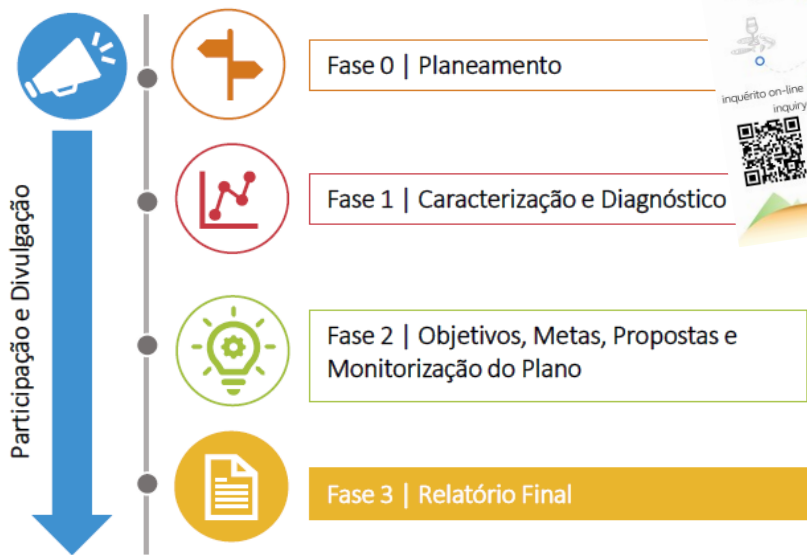 Participação e Divulgação
Fase 0 | Planeamento
inquérito on-line
inquiry
Fase 1 | Caracterização e Diagnóstico
Fase 2 | Objetivos, Metas, Propostas e
Monitorização do Plano
Fase 3 | Relatório Final